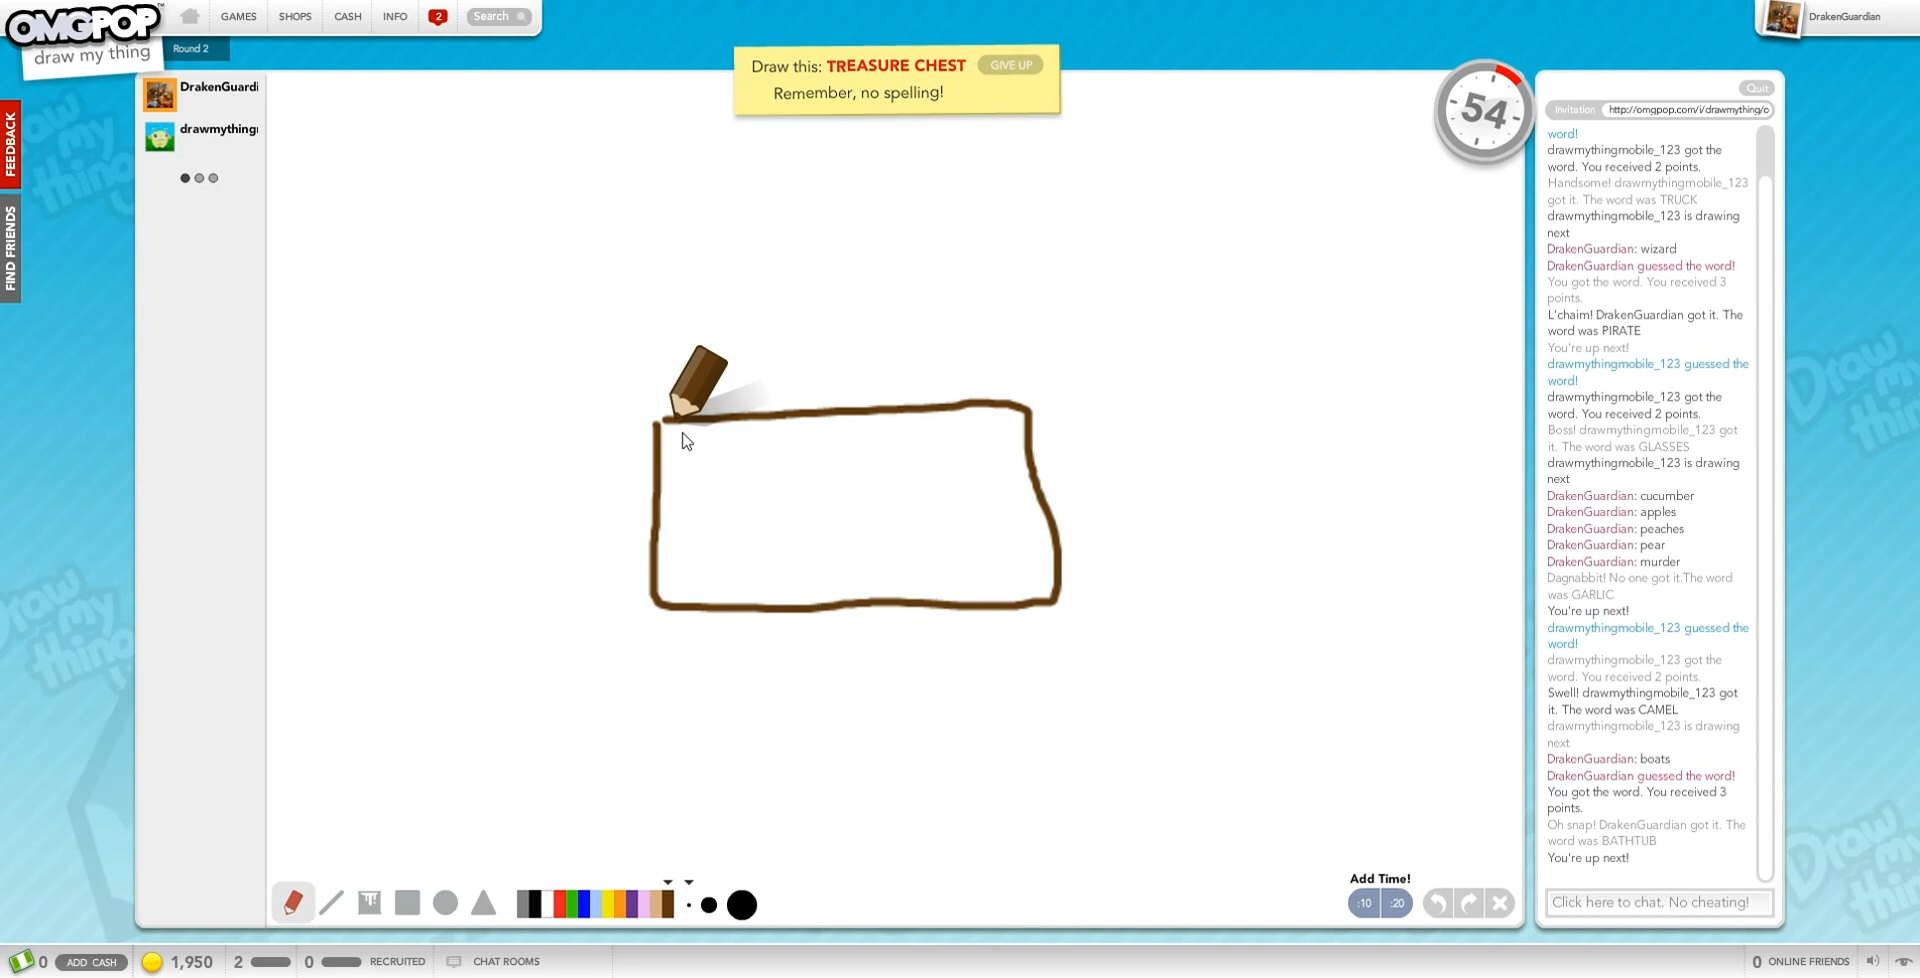 OMGPOP™
draw my thing
GAMES
SHOPS
CASH
INFO
2
Search
DrakenGuardian
Round 2
FEEDBACK
FIND FRIENDS
DrakenGuardi
drawmything
Draw this: TREASURE CHEST
GIVE UP
Remember, no spelling!
54
Quit
Invitation
http://omgpop.com/i/drawmything/o
word!
drawmythingmobile_123 got the
word. You received 2 points.
Handsome! drawmythingmobile_123
got it. The word was TRUCK
drawmythingmobile_123 is drawing
next
DrakenGuardian: wizard
DrakenGuardian guessed the word!
You got the word. You received 3
points.
L'chaim! DrakenGuardian got it. The
word was PIRATE
You're up next!
drawmythingmobile_123 guessed the
word!
drawmythingmobile_123 got the
word. You received 2 points.
Boss! drawmythingmobile_123 got
it. The word was GLASSES
drawmythingmobile_123 is drawing
next
DrakenGuardian: cucumber
DrakenGuardian: apples
DrakenGuardian: peaches
DrakenGuardian: pear
DrakenGuardian: murder
Dagnabbit! No one got it.The word
was GARLIC
You're up next!
drawmythingmobile_123 guessed the
word!
drawmythingmobile_123 got the
word. You received 2 points.
Swell! drawmythingmobile_123 got
it. The word was CAMEL
drawmythingmobile_123 is drawing
next
DrakenGuardian: boats
DrakenGuardian guessed the word!
You got the word. You received 3
points.
Oh snap! DrakenGuardian got it. The
word was BATHTUB
You're up next!
Click here to chat. No cheating!
Add Time!
:10
:20
0
ADD CASH
1,950
2
0
RECRUITED
CHAT ROOMS
0 ONLINE FRIENDS